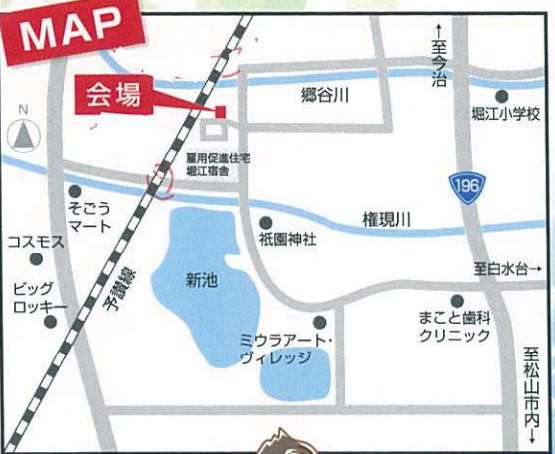 MAP
↑至今治
会場
郷谷川
堀江小学校
N
雇用促進住宅
堀江宿舎
196
そごう
マート
権現川
祇園神社
コスモス
新池
至白水台→
ビッグ
ロッキー
予讃線
まこと歯科
クリニック
ミウラアート・
ヴィレッジ
至松山市内↓